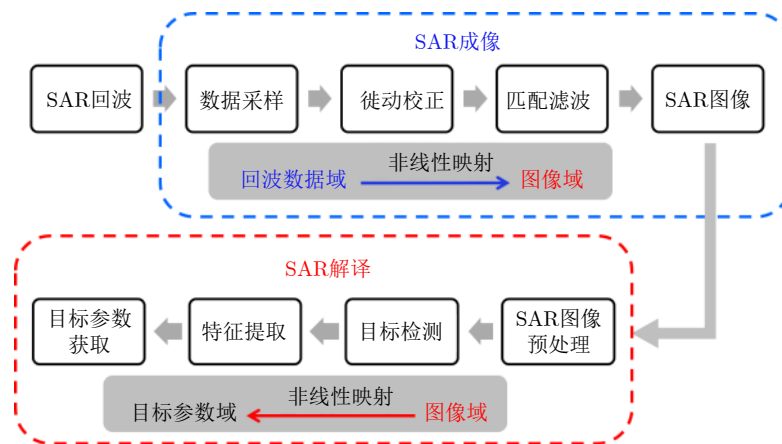 SAR成像
SAR回波
数据采样
徙动校正
匹配滤波
SAR图像
非线性映射
回波数据域
图像域
SAR解译
目标参数
获取
特征提取
目标检测
SAR图像
预处理
非线性映射
目标参数域
图像域